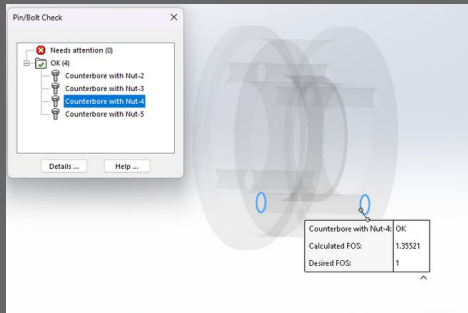 Pin/Bolt Check
Needs attention (0)
OK (4)
Counterbore with Nut-2
Counterbore with Nut-3
Counterbore with Nut-4
Counterbore with Nut-5
Details ...
Help ...
Counterbore with Nut-4: OK
Calculated FOS: 1.35521
Desired FOS: 1